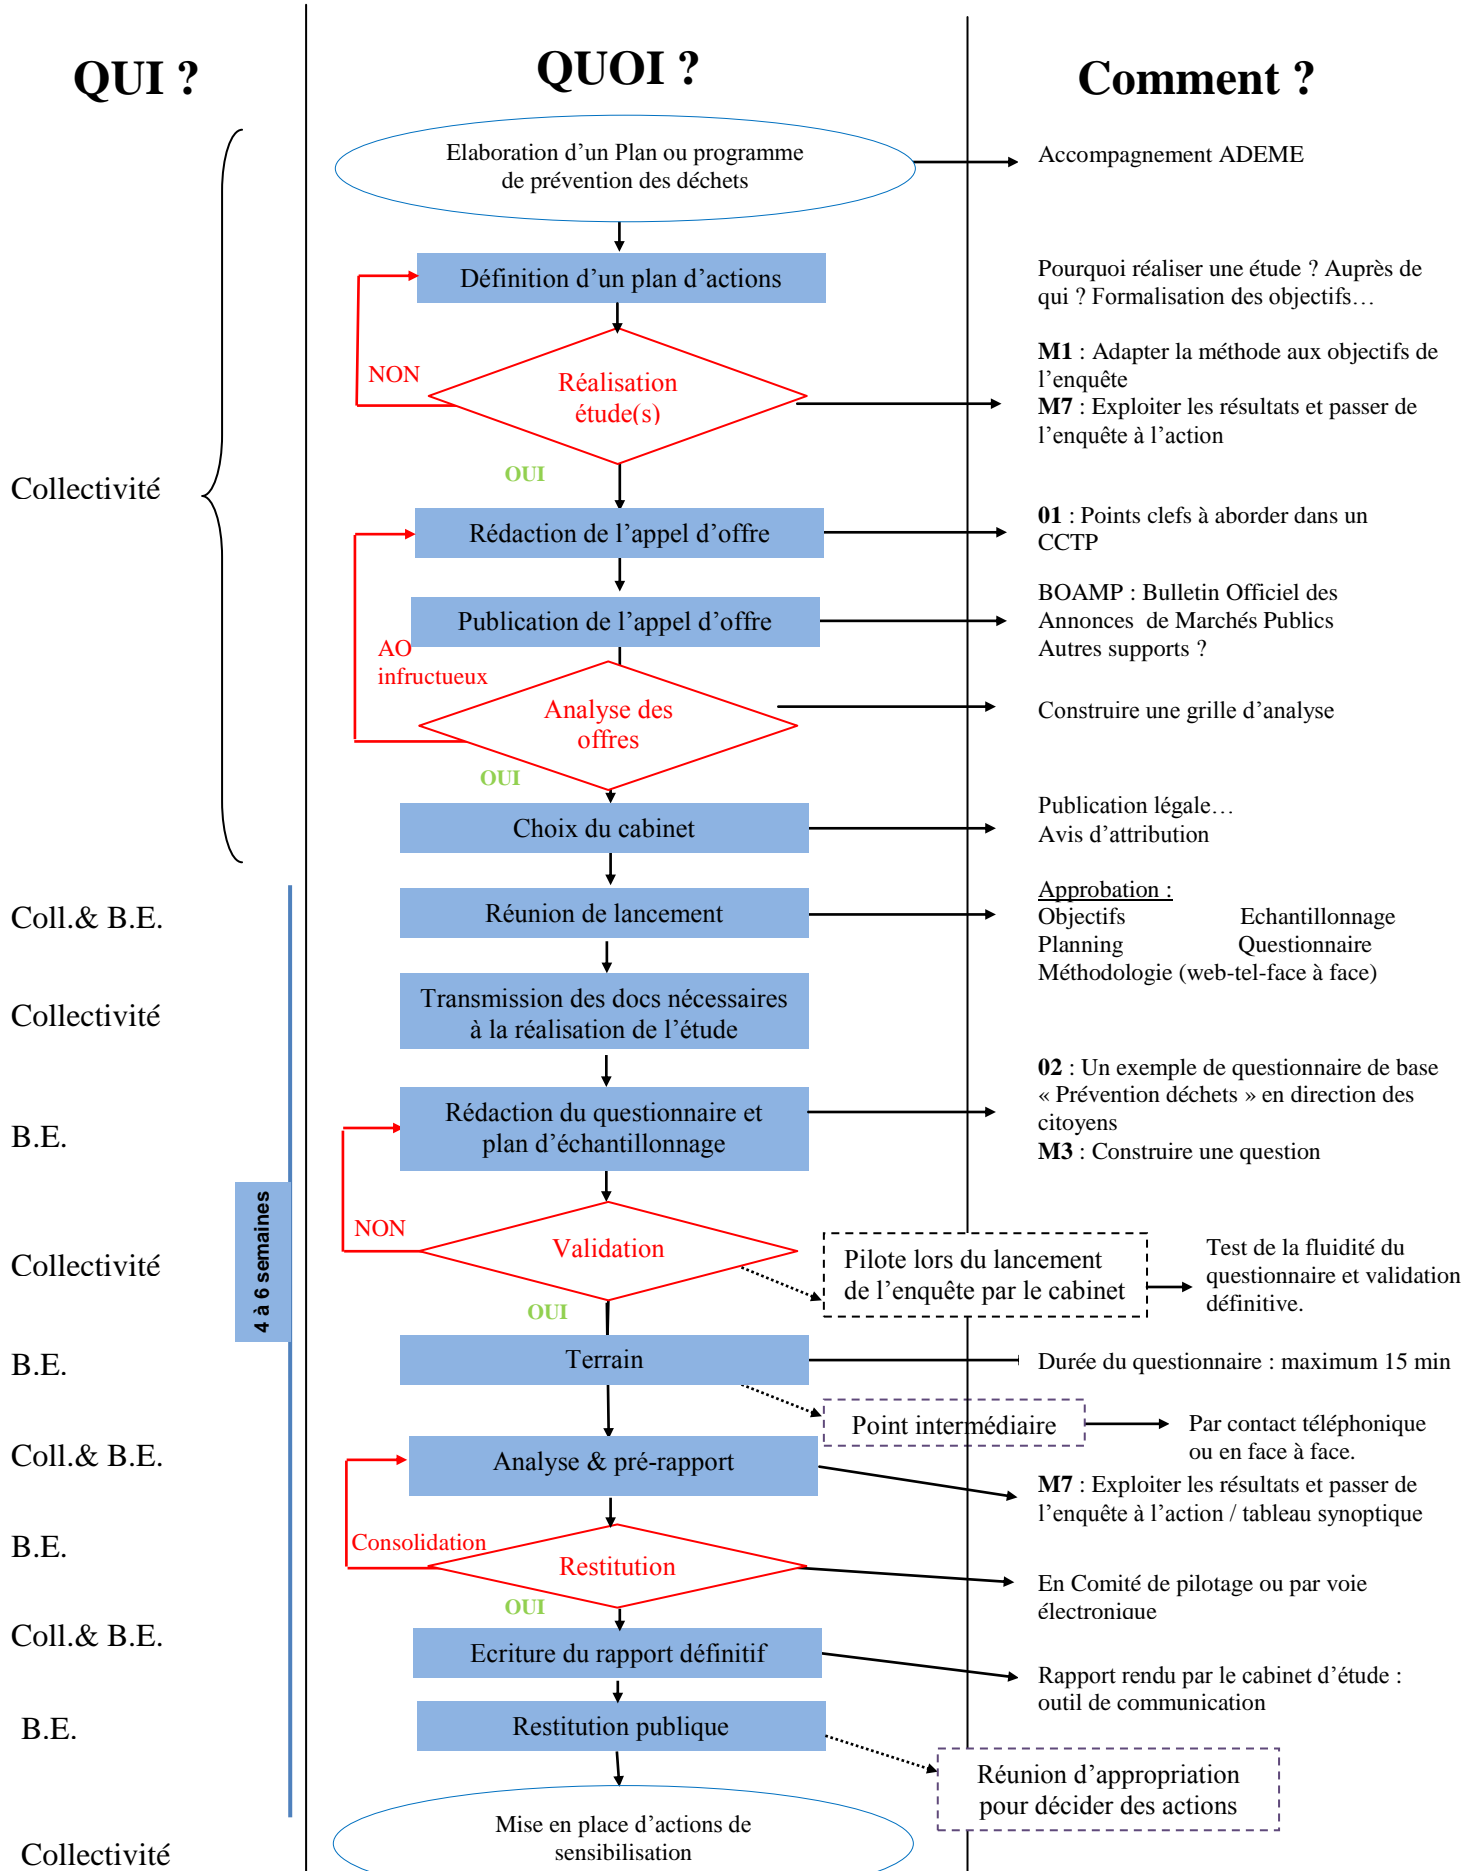 QUI ?
QUOI ?
Comment ?
Elaboration d’un Plan ou programme
de prévention des déchets
Accompagnement ADEME
Définition d’un plan d’actions
Pourquoi réaliser une étude ? Auprès de
qui ? Formalisation des objectifs…
NON
Réalisation
étude(s)
M1 : Adapter la méthode aux objectifs de
l’enquête
M7 : Exploiter les résultats et passer de
l’enquête à l’action
OUI
Collectivité
Rédaction de l’appel d’offre
01 : Points clefs à aborder dans un
CCTP
Publication de l’appel d’offre
BOAMP : Bulletin Officiel des
Annonces de Marchés Publics
Autres supports ?
AO
infructueux
Analyse des
offres
Construire une grille d’analyse
OUI
Choix du cabinet
Publication légale…
Avis d’attribution
Coll.& B.E.
Réunion de lancement
Approbation :
Objectifs Echantillonnage
Planning Questionnaire
Méthodologie (web-tel-face à face)
Collectivité
Transmission des docs nécessaires
à la réalisation de l’étude
B.E.
Rédaction du questionnaire et
plan d’échantillonnage
02 : Un exemple de questionnaire de base
« Prévention déchets » en direction des
citoyens
M3 : Construire une question
4 à 6 semaines
NON
Collectivité
Validation
Pilote lors du lancement
de l’enquête par le cabinet
Test de la fluidité du
questionnaire et validation
définitive.
OUI
B.E.
Terrain
Durée du questionnaire : maximum 15 min
Point intermédiaire
Par contact téléphonique
ou en face à face.
Coll.& B.E.
Analyse & pré-rapport
M7 : Exploiter les résultats et passer de
l’enquête à l’action / tableau synoptique
B.E.
Consolidation
Restitution
En Comité de pilotage ou par voie
électronique
OUI
Coll.& B.E.
Ecriture du rapport définitif
Rapport rendu par le cabinet d’étude :
outil de communication
B.E.
Restitution publique
Réunion d’appropriation
pour décider des actions
Mise en place d’actions de
sensibilisation
Collectivité